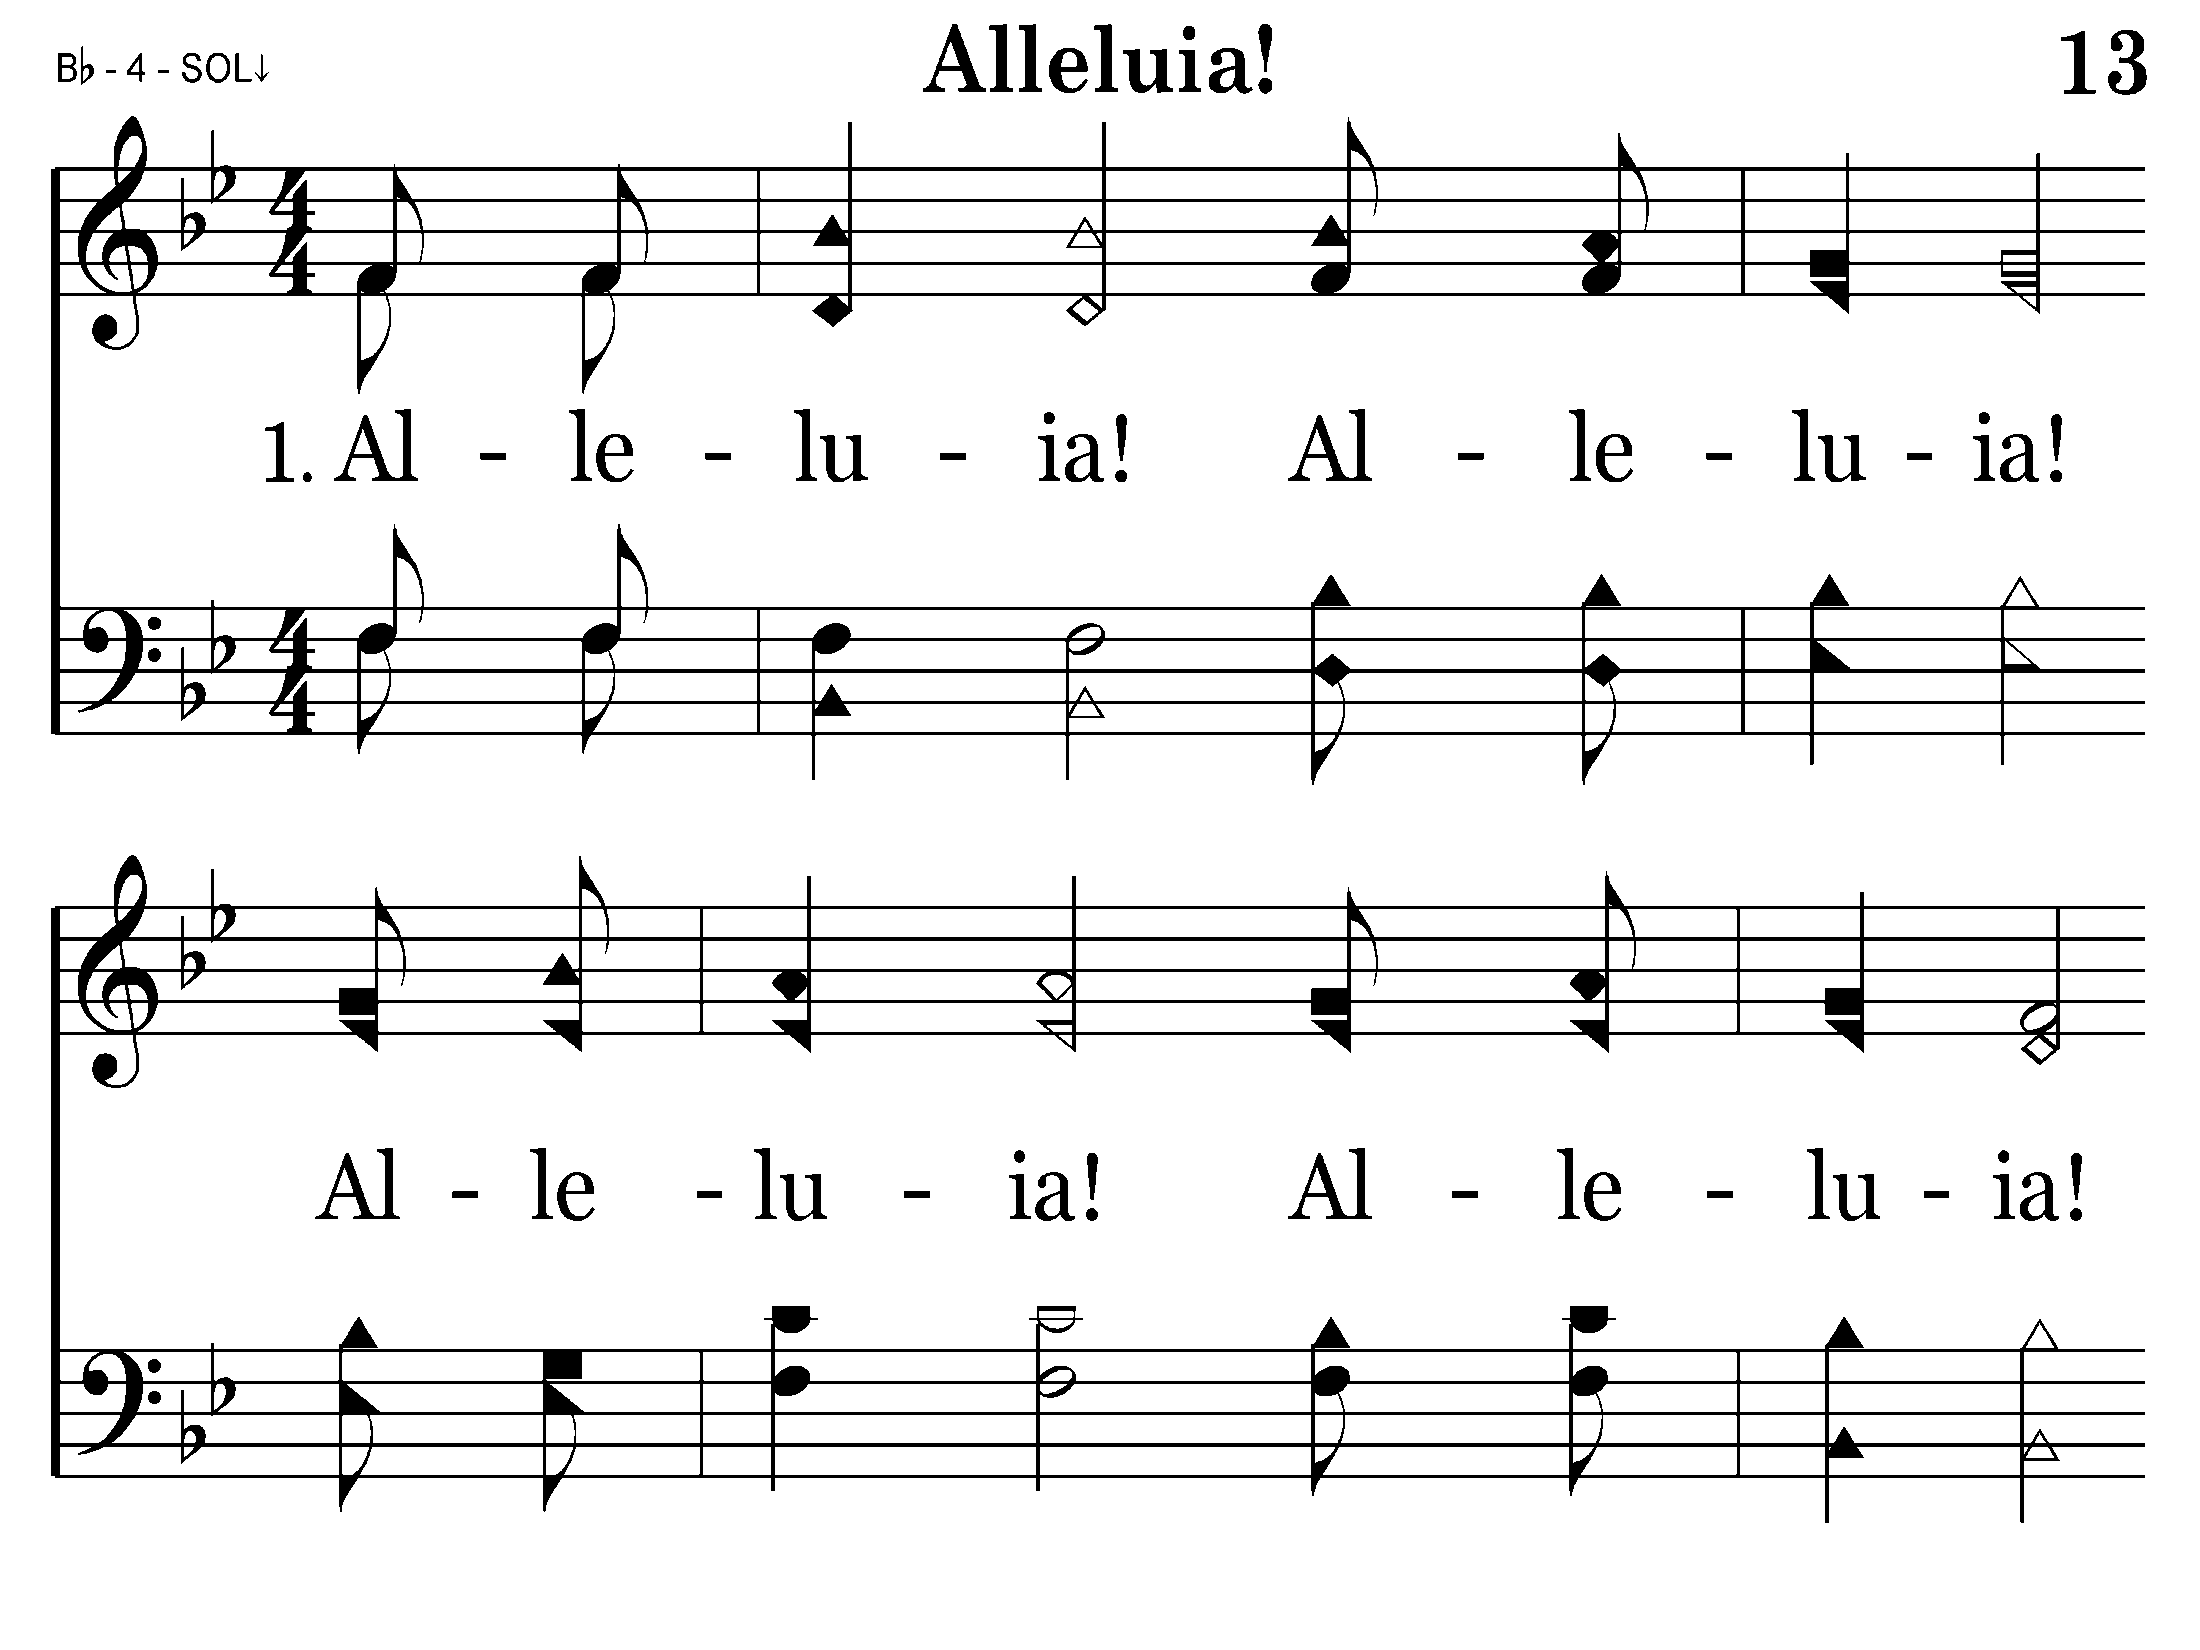 Alleluia!
B♭ - 4 - SOL↓
13
1. Al - le - lu - ia! Al - le - lu - ia!
Al - le - lu - ia! Al - le - lu - ia!